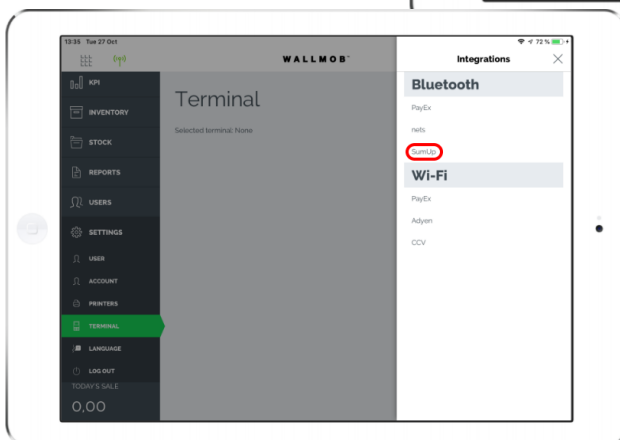 13:35 Tue 27 Oct
72 %
WALLMOB
Integrations
KPI
INVENTORY
STOCK
REPORTS
USERS
SETTINGS
USER
ACCOUNT
PRINTERS
TERMINAL
LANGUAGE
LOG OUT
TODAY'S SALE
0,00
Terminal
Selected terminal: None
Bluetooth
PayEx
nets
SumUp
Wi-Fi
PayEx
Adyen
CCV